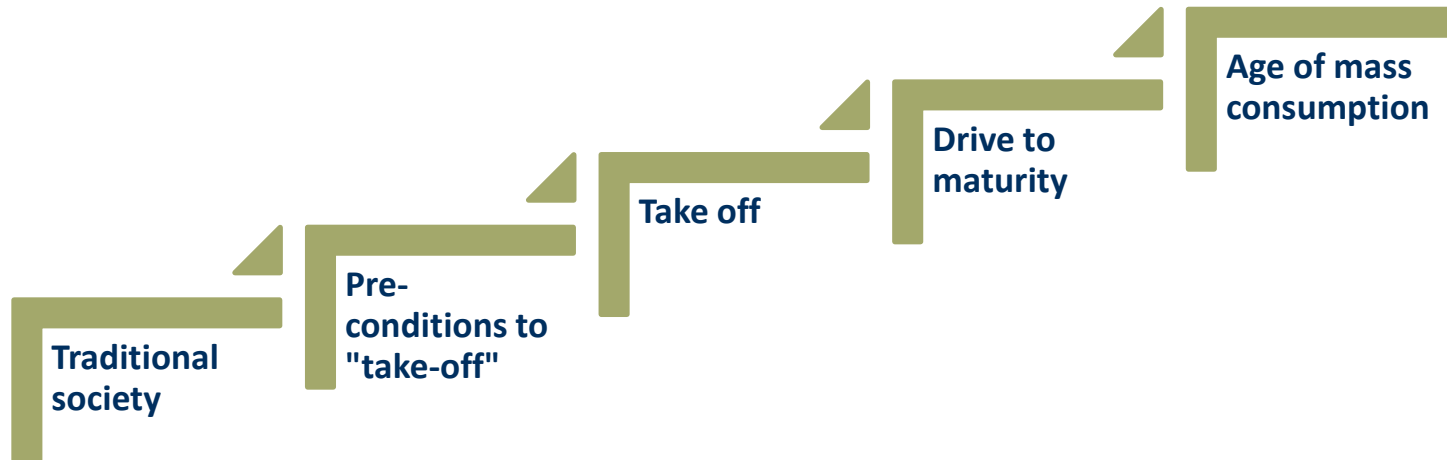 Traditional
society
Pre-
conditions to
"take-off"
Take off
Drive to
maturity
Age of mass
consumption